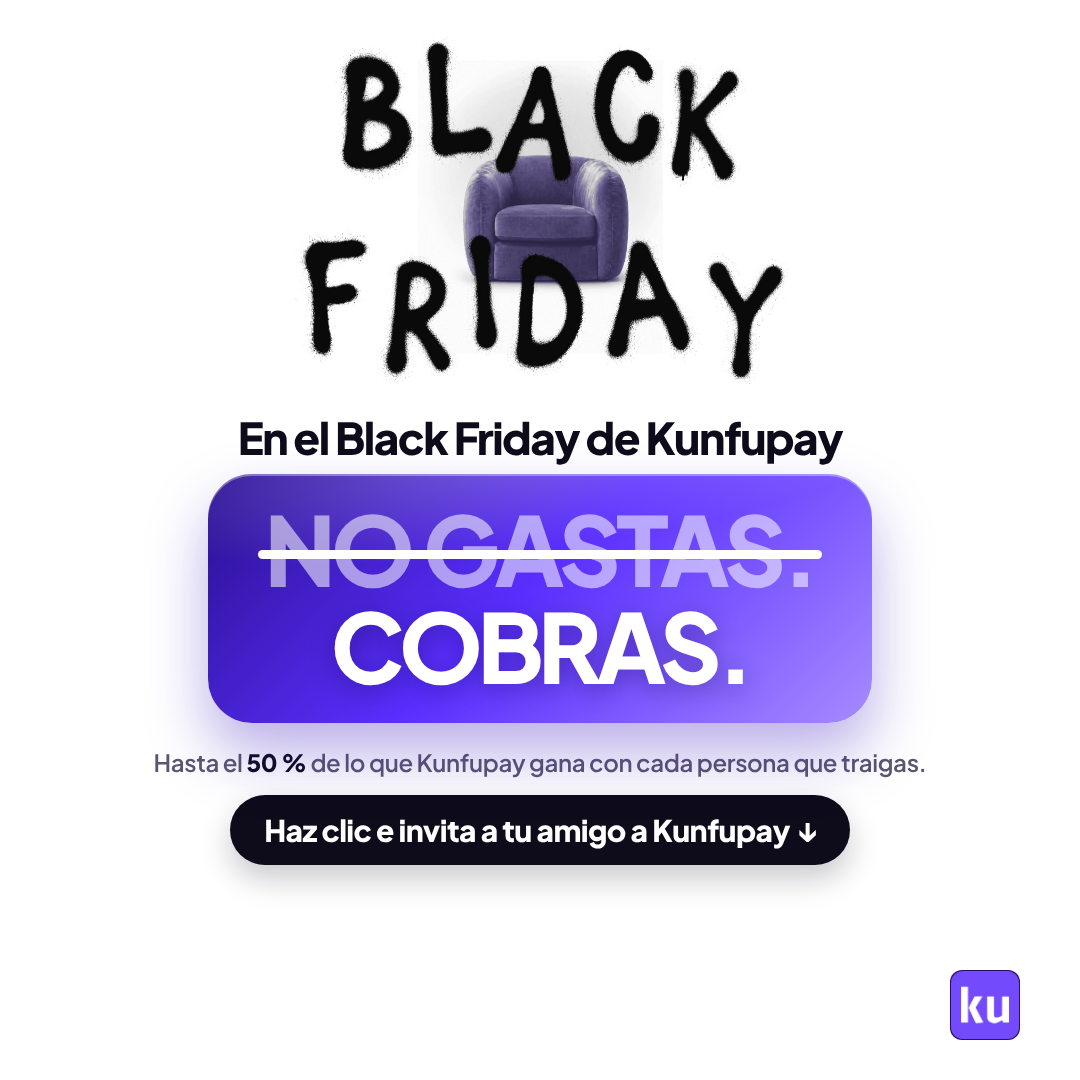 BLACK
FRIDAY
En el Black Friday de Kunfupay
NO GASTAS.
COBRAS.
Hasta el 50 % de lo que Kunfupay gana con cada persona que traigas.
Haz clic e invita a tu amigo a Kunfupay ↓
ku